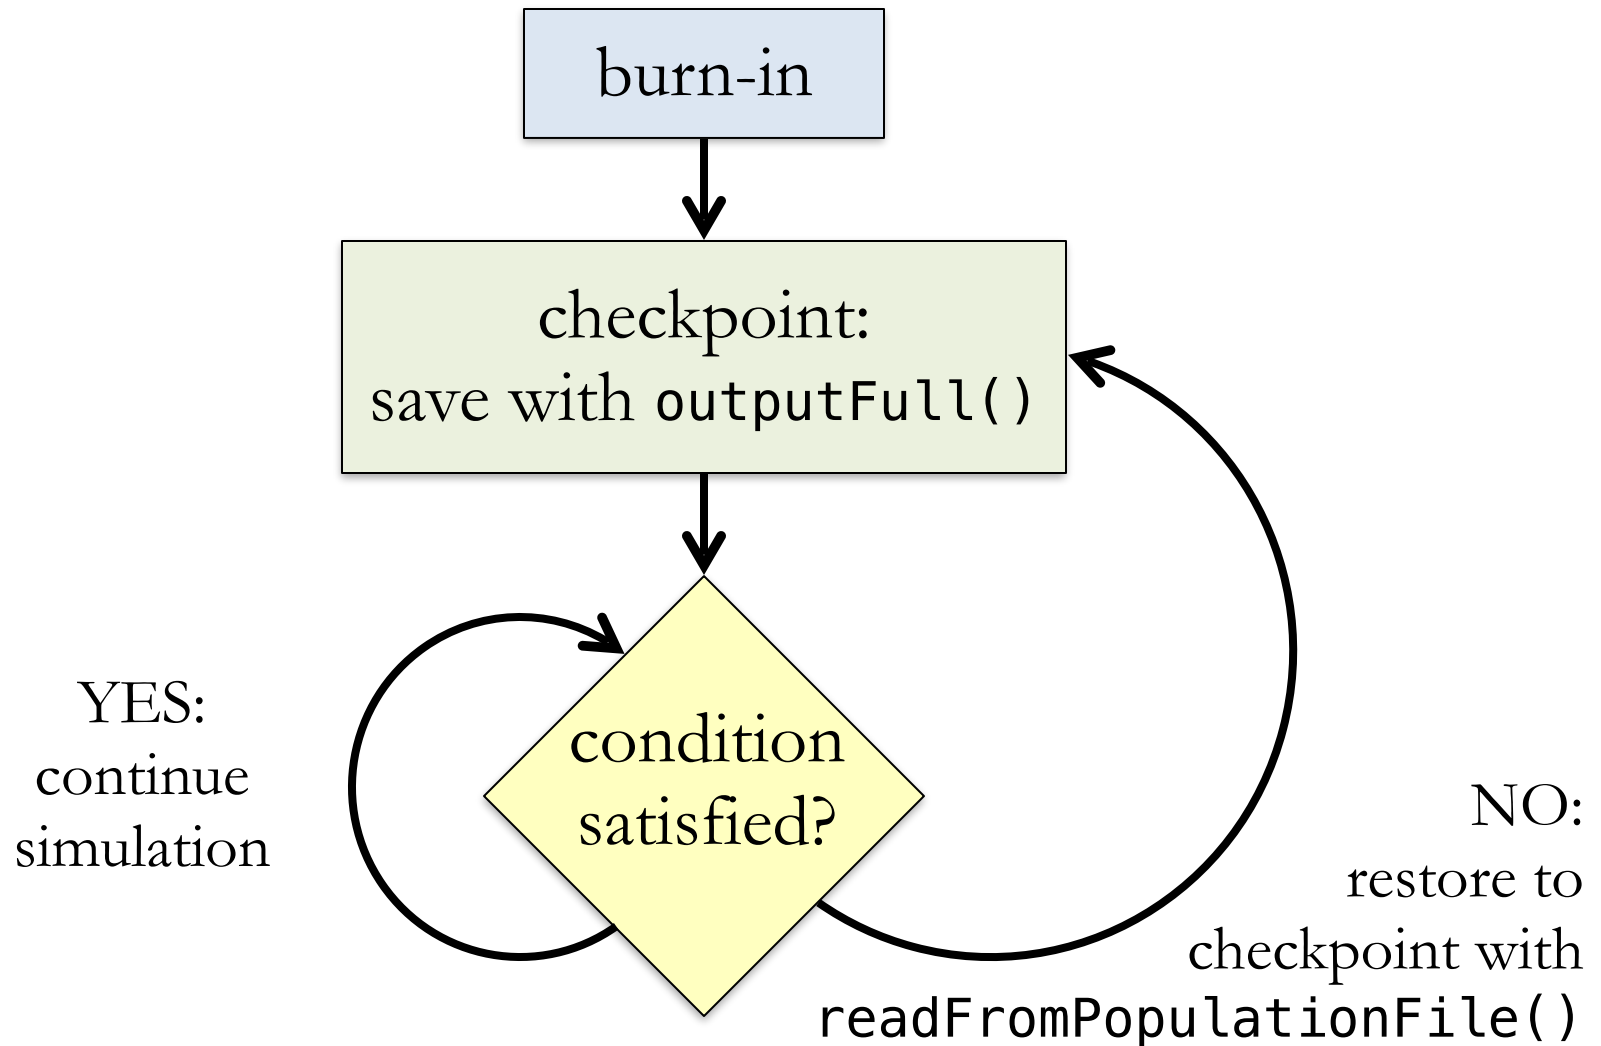 burn-in
checkpoint:
save with outputFull()
condition
satisfied?
YES:
continue
simulation
NO:
restore to
checkpoint with
readFromPopulationFile()